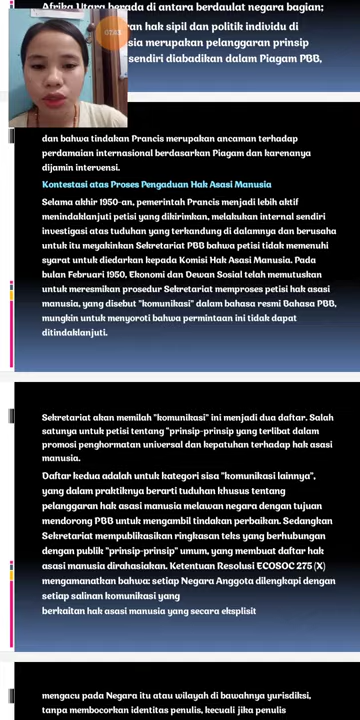 Afrika Utara berada di antara berdaulat negara bagian;
ran hak sipil dan politik individu di
sia merupakan pelanggaran prinsip
sendiri diabadikan dalam Piagam PBB,
dan bahwa tindakan Prancis merupakan ancaman terhadap
perdamaian internasional berdasarkan Piagam dan karenanya
dijamin intervensi.
Kontestasi atas Proses Pengaduan Hak Asasi Manusia
Selama akhir 1950-an, pemerintah Prancis menjadi lebih aktif
menindaklanjuti petisi yang dikirimkan, melakukan internal sendiri
investigasi atas tuduhan yang terkandung di dalamnya dan berusaha
untuk itu meyakinkan Sekretariat PBB bahwa petisi tidak memenuhi
syarat untuk diedarkan kepada Komisi Hak Asasi Manusia. Pada
bulan Februari 1950, Ekonomi dan Dewan Sosial telah memutuskan
untuk meresmikan prosedur Sekretariat memproses petisi hak asasi
manusia, yang disebut "komunikasi" dalam bahasa resmi Bahasa PBB,
mungkin untuk menyoroti bahwa permintaan ini tidak dapat
ditindaklanjuti.
Sekretariat akan memilah "komunikasi" ini menjadi dua daftar. Salah
satunya untuk petisi tentang "prinsip-prinsip yang terlibat dalam
promosi penghormatan universal dan kepatuhan terhadap hak asasi
manusia.
Daftar kedua adalah untuk kategori sisa "komunikasi lainnya",
yang dalam praktiknya berarti tuduhan khusus tentang
pelanggaran hak asasi manusia melawan negara dengan tujuan
mendorong PBB untuk mengambil tindakan perbaikan. Sedangkan
Sekretariat mempublikasikan ringkasan teks yang berhubungan
dengan publik "prinsip-prinsip" umum, yang membuat daftar hak
asasi manusia dirahasiakan. Ketentuan Resolusi ECOSOC 275 (X)
mengamanatkan bahwa: setiap Negara Anggota dilengkapi dengan
setiap salinan komunikasi yang
berkaitan hak asasi manusia yang secara eksplisit
mengacu pada Negara itu atau wilayah di bawahnya yurisdiksi,
tanpa membocorkan identitas penulis, kecuali jika penulis